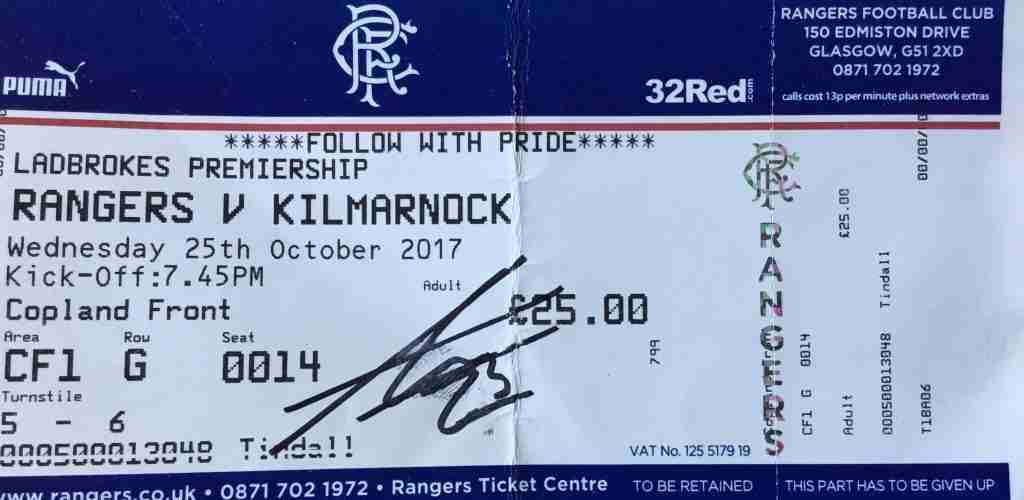 PUMA
32Red.com
RANGERS FOOTBALL CLUB
150 EDMISTON DRIVE
GLASGOW, G51 2XD
0871 702 1972
calls cost 13p per minute plus network extras
*****FOLLOW WITH PRIDE*****
LADBROKES PREMIERSHIP
RANGERS V KILMARNOCK
Wednesday 25th October 2017
Kick-Off:7.45PM
Adult
Copland Front
£25.00
Area Row Seat
CF1 G 0014
Turnstile
5 - 6
000500013048 Tindall
799
VAT No. 125 5179 19
RANGERS
CF1 G 0014
£25.00
Adult
000500013048 Tindall
T18A06
00/00/
www.rangers.co.uk • 0871 702 1972 • Rangers Ticket Centre
TO BE RETAINED
THIS PART HAS TO BE GIVEN UP